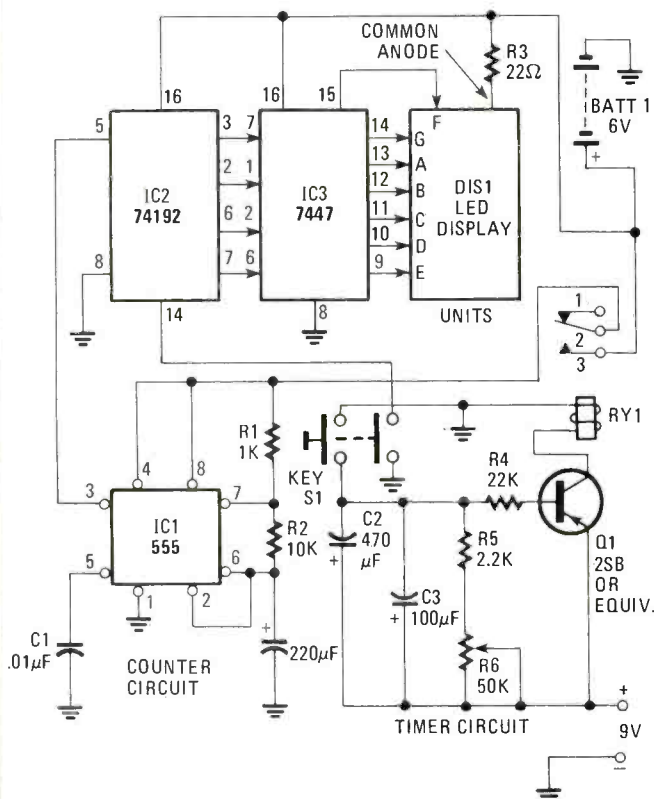 COMMON
ANODE
R3
22Ω
BATT 1
6V
+
16
16
15
5
3
7
14
F
G
2
1
13
A
IC2
74192
IC3
7447
12
B
DIS1
LED
DISPLAY
6
2
11
C
10
D
8
7
6
9
E
14
8
UNITS
1
2
3
R1
1K
KEY
S1
RY1
4
8
3
7
R4
22K
IC1
555
R2
10K
C2
470
μF
+
R5
2.2K
Q1
2SB
OR
EQUIV.
5
6
1
2
C3
100μF
+
C1
.01μF
COUNTER
CIRCUIT
+
220μF
R6
50K
TIMER CIRCUIT
+
9V
−